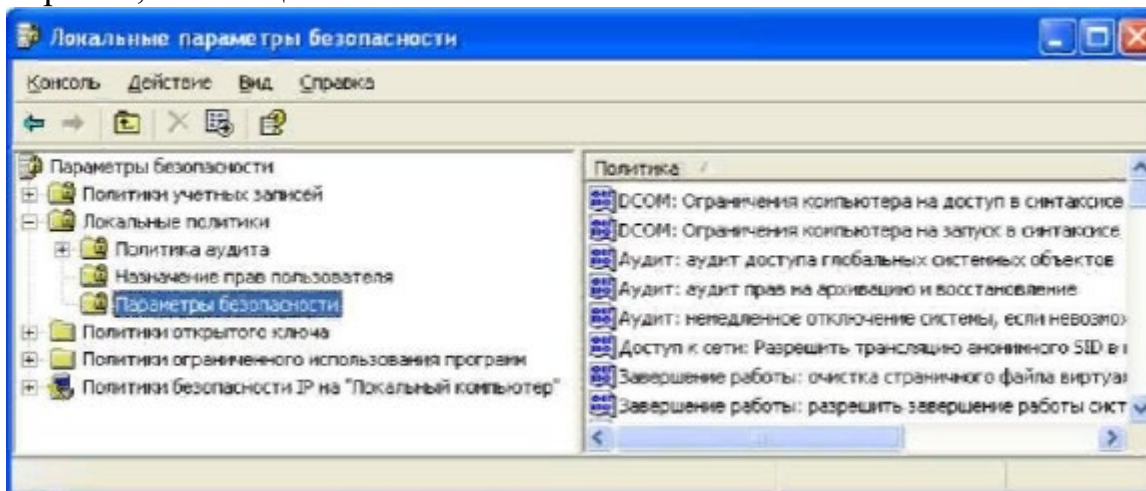 Локальные параметры безопасности
Консоль Действие Вид Справка
Параметры безопасности
Политики учетных записей
Локальные политики
Политика аудита
Назначение прав пользователя
Параметры безопасности
Политики открытого ключа
Политики ограниченного использования программ
Политики безопасности IP на "Локальный компьютер"
Политика
DCOM: Ограничения компьютера на доступ в синтаксисе
DCOM: Ограничения компьютера на запуск в синтаксисе
Аудит: аудит доступа глобальных системных объектов
Аудит: аудит прав на архивацию и восстановление
Аудит: немедленное отключение системы, если
Доступ к сети: Разрешить трансляцию анонимного SID в
Завершение работы: очистка страничного файла
Завершение работы: разрешить завершение работы